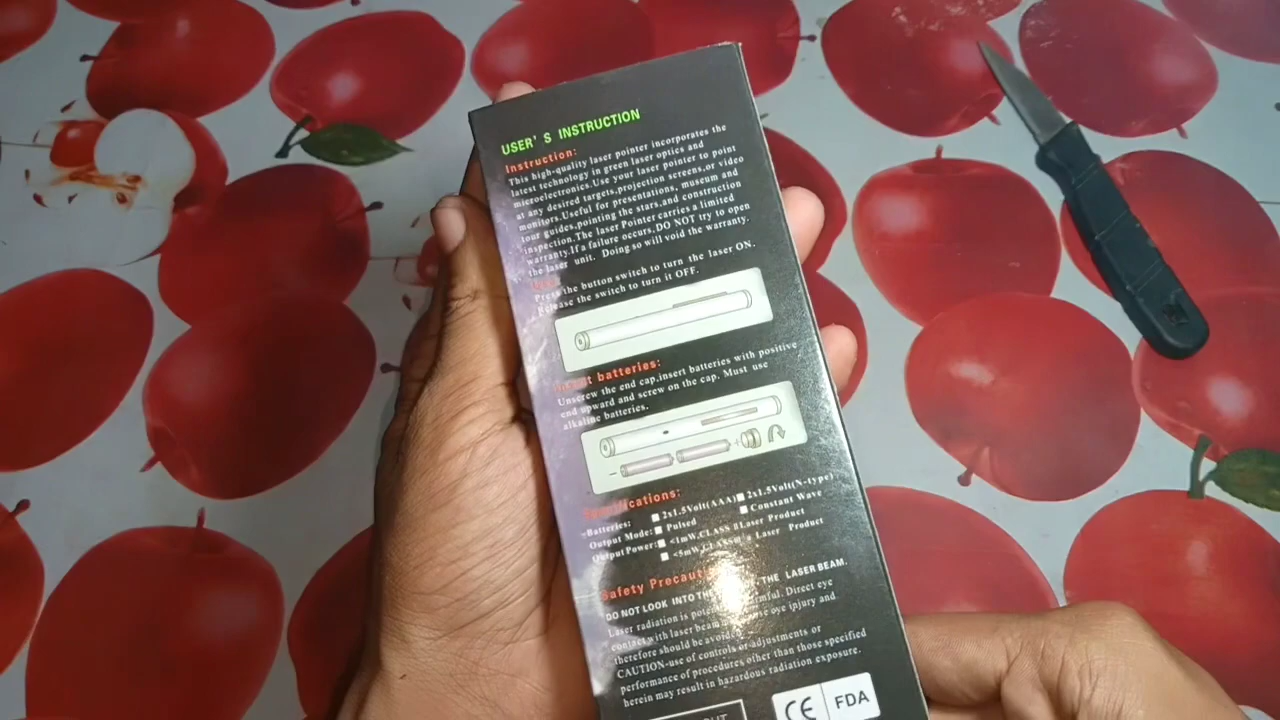 USER' S INSTRUCTION
Instruction:
This high-quality laser pointer incorporates the
latest technology in green laser optics and
microelectronics.Use your laser pointer to point
at any desired targets,projection screens,or video
monitors.Useful for presentations, museum and
tour guides,pointing the stars,and construction
inspection.The laser Pointer carries a limited
warranty.If a failure occurs,DO NOT try to open
the laser unit. Doing so will void the warranty.
Press the button switch to turn the laser ON.
Release the switch to turn it OFF.
Insert batteries:
Unscrew the end cap,insert batteries with positive
end upward and screw on the cap. Must use
alkaline batteries.
Specifications:
Batteries: 2x1.5Volt(AAA) 2x1.5Volt(N-type)
Output Mode: Pulsed Constant Wave
Output Power: <1mW,CLASS Laser Product
<5mW,CLASS Laser Product
Safety
DO NOT LOOK INTO THE LASER BEAM.
Laser radiation is Direct eye
contact with laser beam eye injury and
therefore should be avoided
CAUTION-use of controls or adjustments or
performance of procedures other than those specified
herein may result in hazardous radiation exposure.
CE FDA